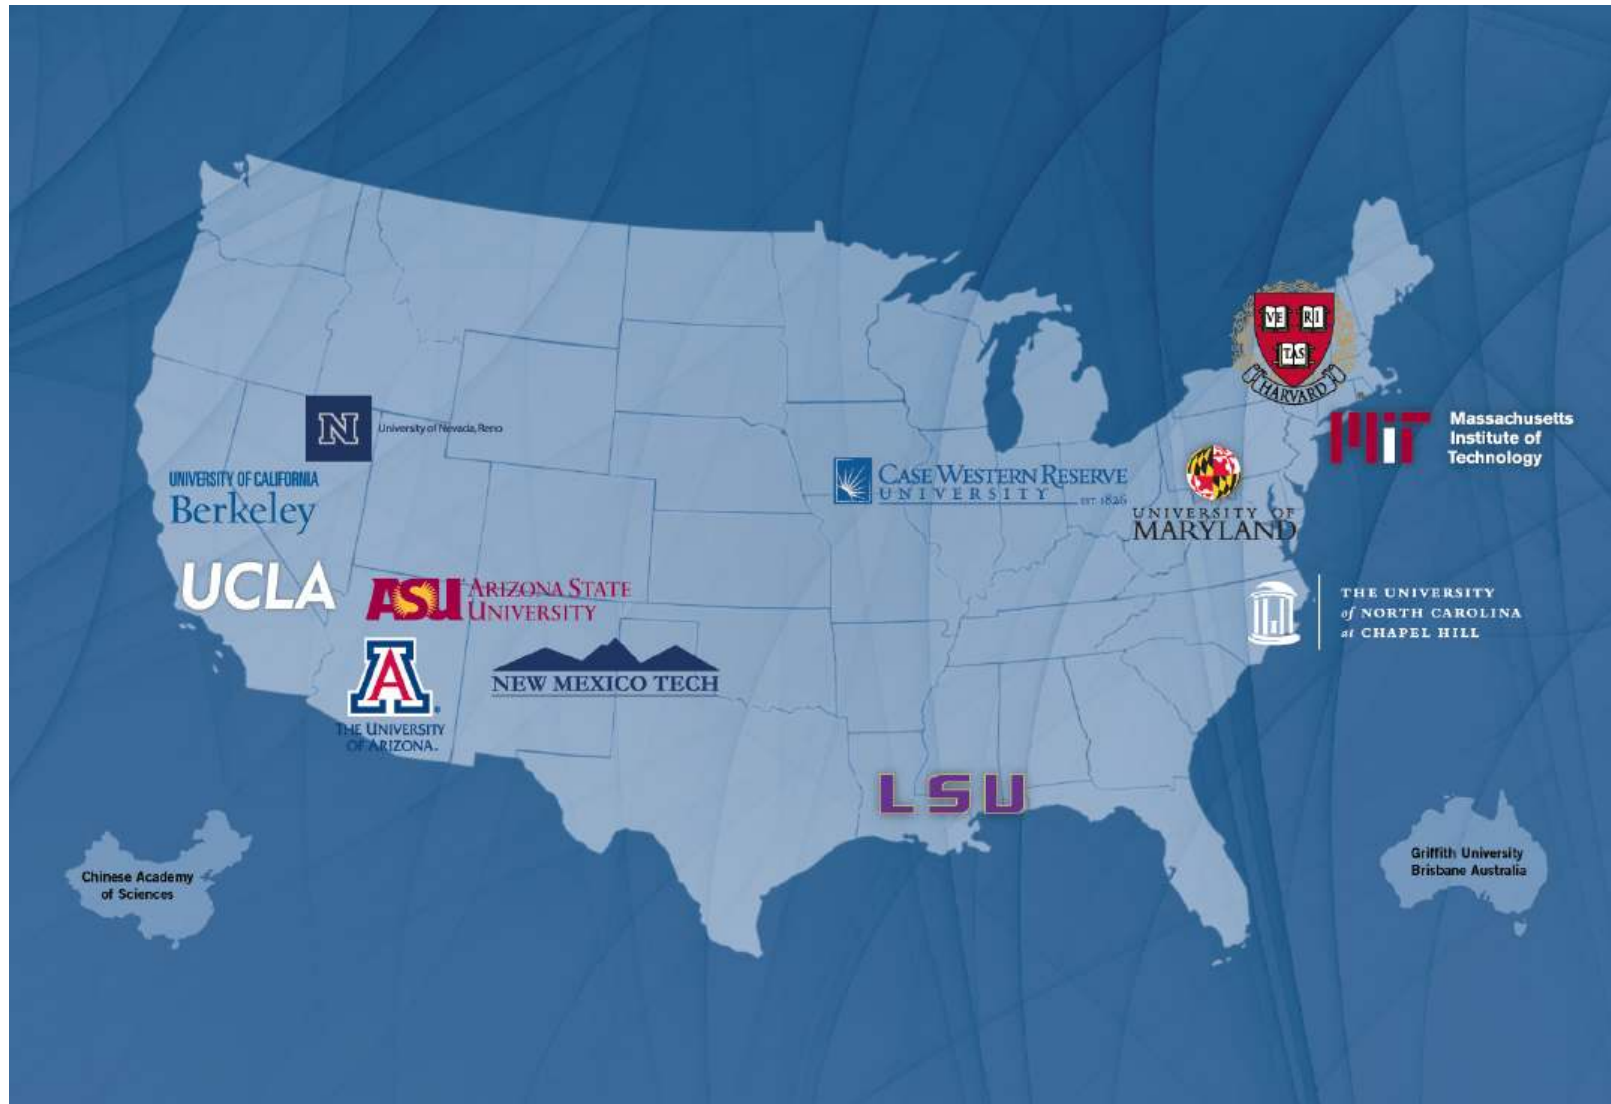 VE RI
TAS
HARVARD
MIT
Massachusetts
Institute of
Technology
N
University of Nevada, Reno
UNIVERSITY OF CALIFORNIA
Berkeley
CASE WESTERN RESERVE
UNIVERSITY EST 1826
UNIVERSITY OF
MARYLAND
UCLA
ASU
ARIZONA STATE
UNIVERSITY
THE UNIVERSITY
of NORTH CAROLINA
at CHAPEL HILL
A
THE UNIVERSITY
OF ARIZONA.
NEW MEXICO TECH
LSU
Chinese Academy
of Sciences
Griffith University
Brisbane Australia